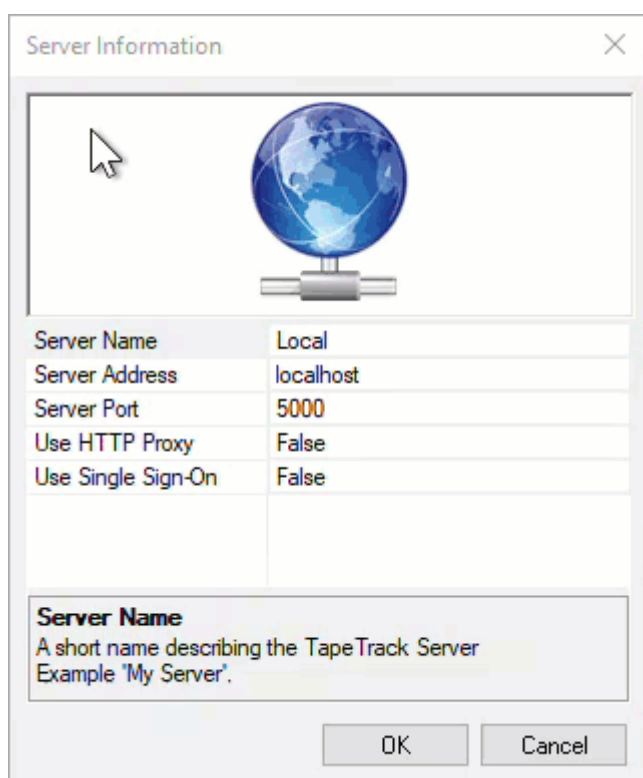 Server Information
Server Name Local
Server Address localhost
Server Port 5000
Use HTTP Proxy False
Use Single Sign-On False
Server Name
A short name describing the TapeTrack Server
Example "My Server".
OK Cancel